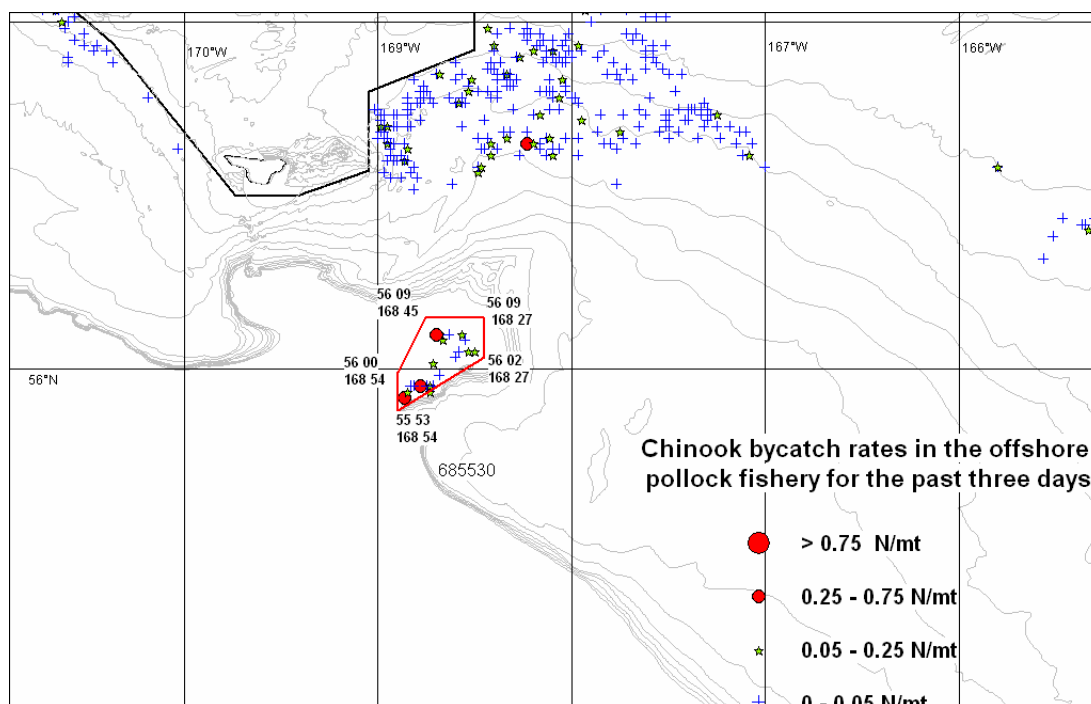 170°W
169°W
167°W
166°W
56 09
168 45
56 09
168 27
56 00
168 54
56 02
168 27
56°N
55 53
168 54
685530
Chinook bycatch rates in the offshore
pollock fishery for the past three days
> 0.75 N/mt
0.25 - 0.75 N/mt
0.05 - 0.25 N/mt
0 - 0.05 N/mt